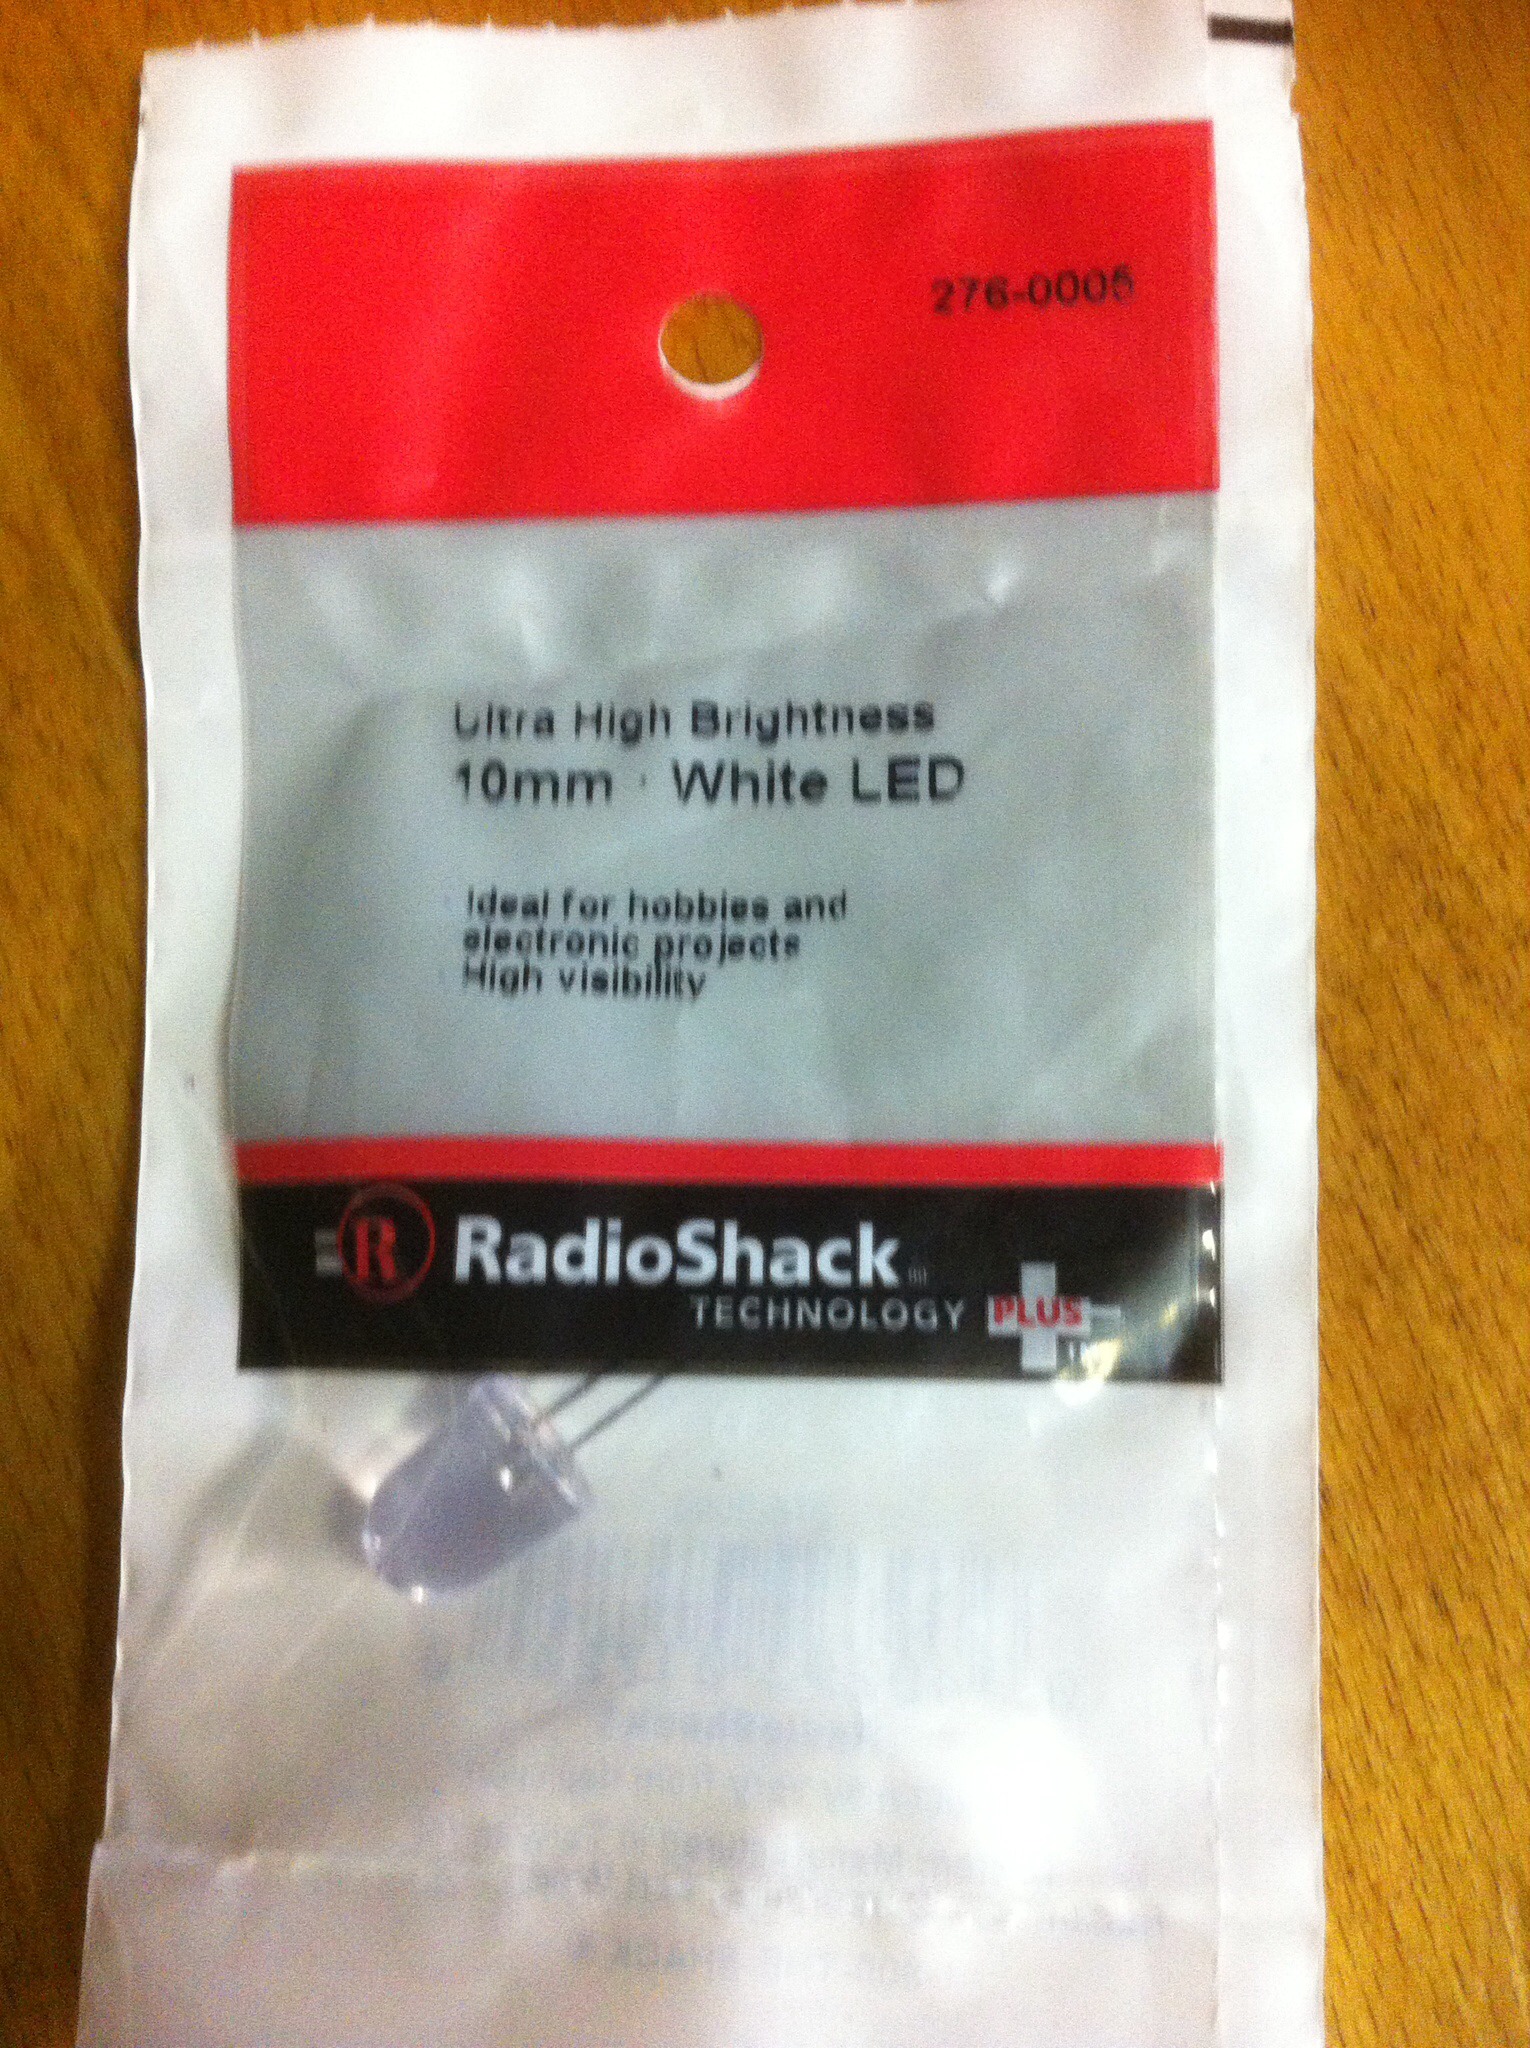 276-0005
Ultra High Brightness
10mm · White LED
Ideal for hobbies and
electronic projects
High visibility
R RadioShack
TECHNOLOGY PLUS